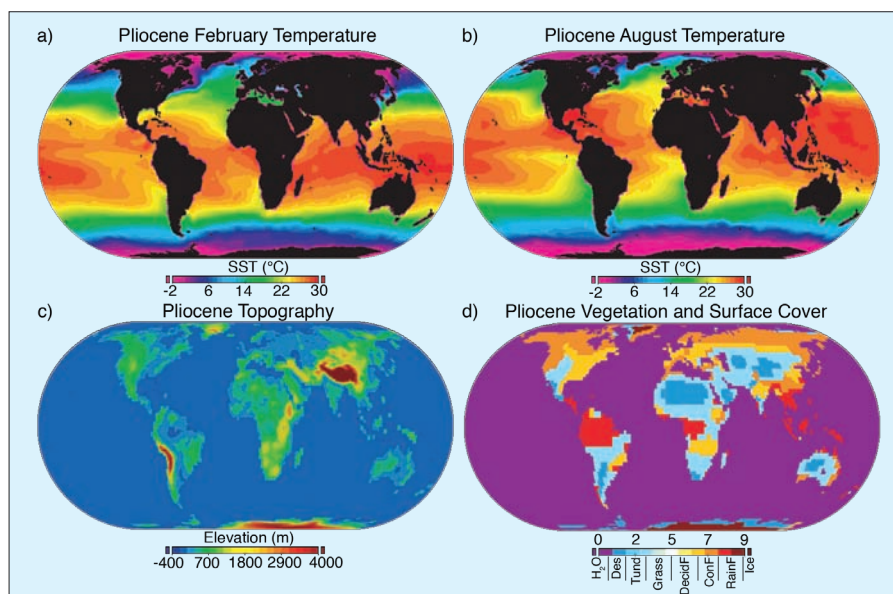 a) Pliocene February Temperature
b) Pliocene August Temperature
SST (°C)
-2 6 14 22 30
SST (°C)
-2 6 14 22 30
c) Pliocene Topography
d) Pliocene Vegetation and Surface Cover
Elevation (m)
-400 700 1800 2900 4000
0 2 5 7 9
H₂O Des Tund Grass DecidF ConF RainF Ice